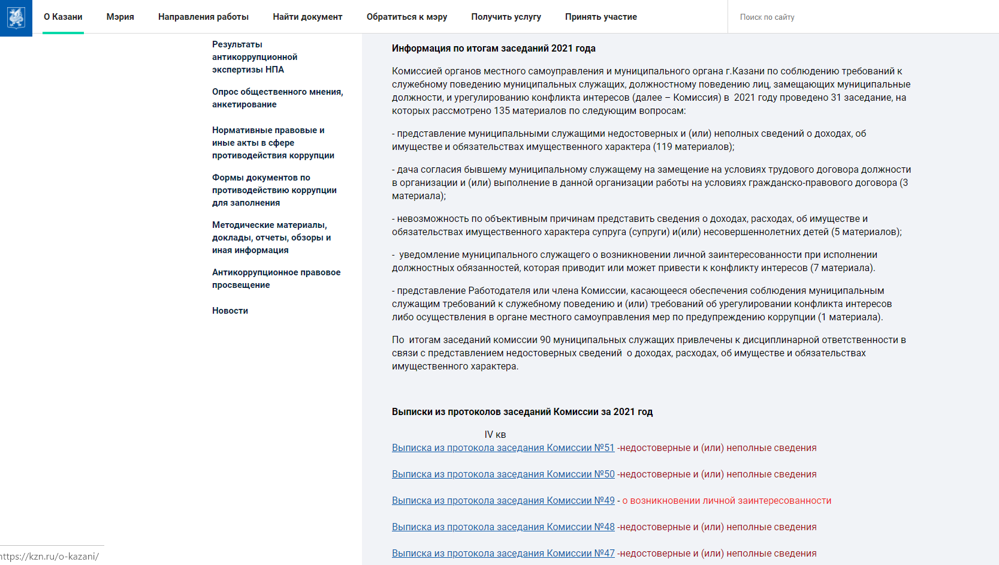 О Казани Мэрия Направления работы Найти документ Обратиться к мэру Получить услугу Принять участие Поиск по сайту
Результаты
антикоррупционной
экспертизы НПА
Опрос общественного мнения,
анкетирование
Нормативные правовые и
иные акты в сфере
противодействия коррупции
Формы документов по
противодействию коррупции
для заполнения
Методические материалы,
доклады, отчеты, обзоры и
иная информация
Антикоррупционное правовое
просвещение
Новости
Информация по итогам заседаний 2021 года
Комиссией органов местного самоуправления и муниципального органа г.Казани по соблюдению требований к
служебному поведению муниципальных служащих, должностному поведению лиц, замещающих муниципальные
должности, и урегулированию конфликта интересов (далее – Комиссия) в  2021 году проведено 31 заседание, на
которых рассмотрено 135 материалов по следующим вопросам:
- представление муниципальными служащими недостоверных и (или) неполных сведений о доходах, об
имуществе и обязательствах имущественного характера (119 материалов);
- дача согласия бывшему муниципальному служащему на замещение на условиях трудового договора должности
в организации и (или) выполнение в данной организации работы на условиях гражданско-правового договора (3
материала);
- невозможность по объективным причинам представить сведения о доходах, расходах, об имуществе и
обязательствах имущественного характера супруга (супруги) и(или) несовершеннолетних детей (5 материалов);
-  уведомление муниципального служащего о возникновении личной заинтересованности при исполнении
должностных обязанностей, которая приводит или может привести к конфликту интересов (7 материала).
- представление Работодателя или члена Комиссии, касающееся обеспечения соблюдения муниципальным
служащим требований к служебному поведению и (или) требований об урегулировании конфликта интересов
либо осуществления в органе местного самоуправления мер по предупреждению коррупции (1 материала).
По  итогам заседаний комиссии 90 муниципальных служащих привлечены к дисциплинарной ответственности в
связи с представлением недостоверных сведений  о доходах, расходах, об имуществе и обязательствах
имущественного характера.
Выписки из протоколов заседаний Комиссии за 2021 год
IV кв
Выписка из протокола заседания Комиссии №51 -недостоверные и (или) неполные сведения
Выписка из протокола заседания Комиссии №50 -недостоверные и (или) неполные сведения
Выписка из протокола заседания Комиссии №49 - о возникновении личной заинтересованности
Выписка из протокола заседания Комиссии №48 -недостоверные и (или) неполные сведения
Выписка из протокола заседания Комиссии №47 -недостоверные и (или) неполные сведения
https://kzn.ru/o-kazani/